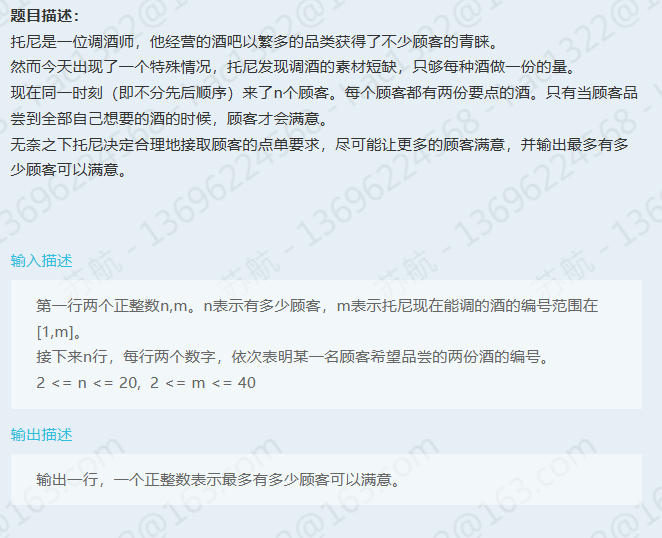 题目描述：
托尼是一位调酒师，他经营的酒吧以繁多的品类获得了不少顾客的青睐。
然而今天出现了一个特殊情况，托尼发现调酒的素材短缺，只够每种酒做一份的量。
现在同一时刻（即不分先后顺序）来了n个顾客。每个顾客都有两份要点的酒。只有当顾客品
尝到全部自己想要的酒的时候，顾客才会满意。
无奈之下托尼决定合理地接取顾客的点单要求，尽可能让更多的顾客满意，并输出最多有多
少顾客可以满意。
输入描述
第一行两个正整数n,m。n表示有多少顾客，m表示托尼现在能调的酒的编号范围在
[1,m]。
接下来n行，每行两个数字，依次表明某一名顾客希望品尝的两份酒的编号。
2 <= n <= 20, 2 <= m <= 40
输出描述
输出一行，一个正整数表示最多有多少顾客可以满意。